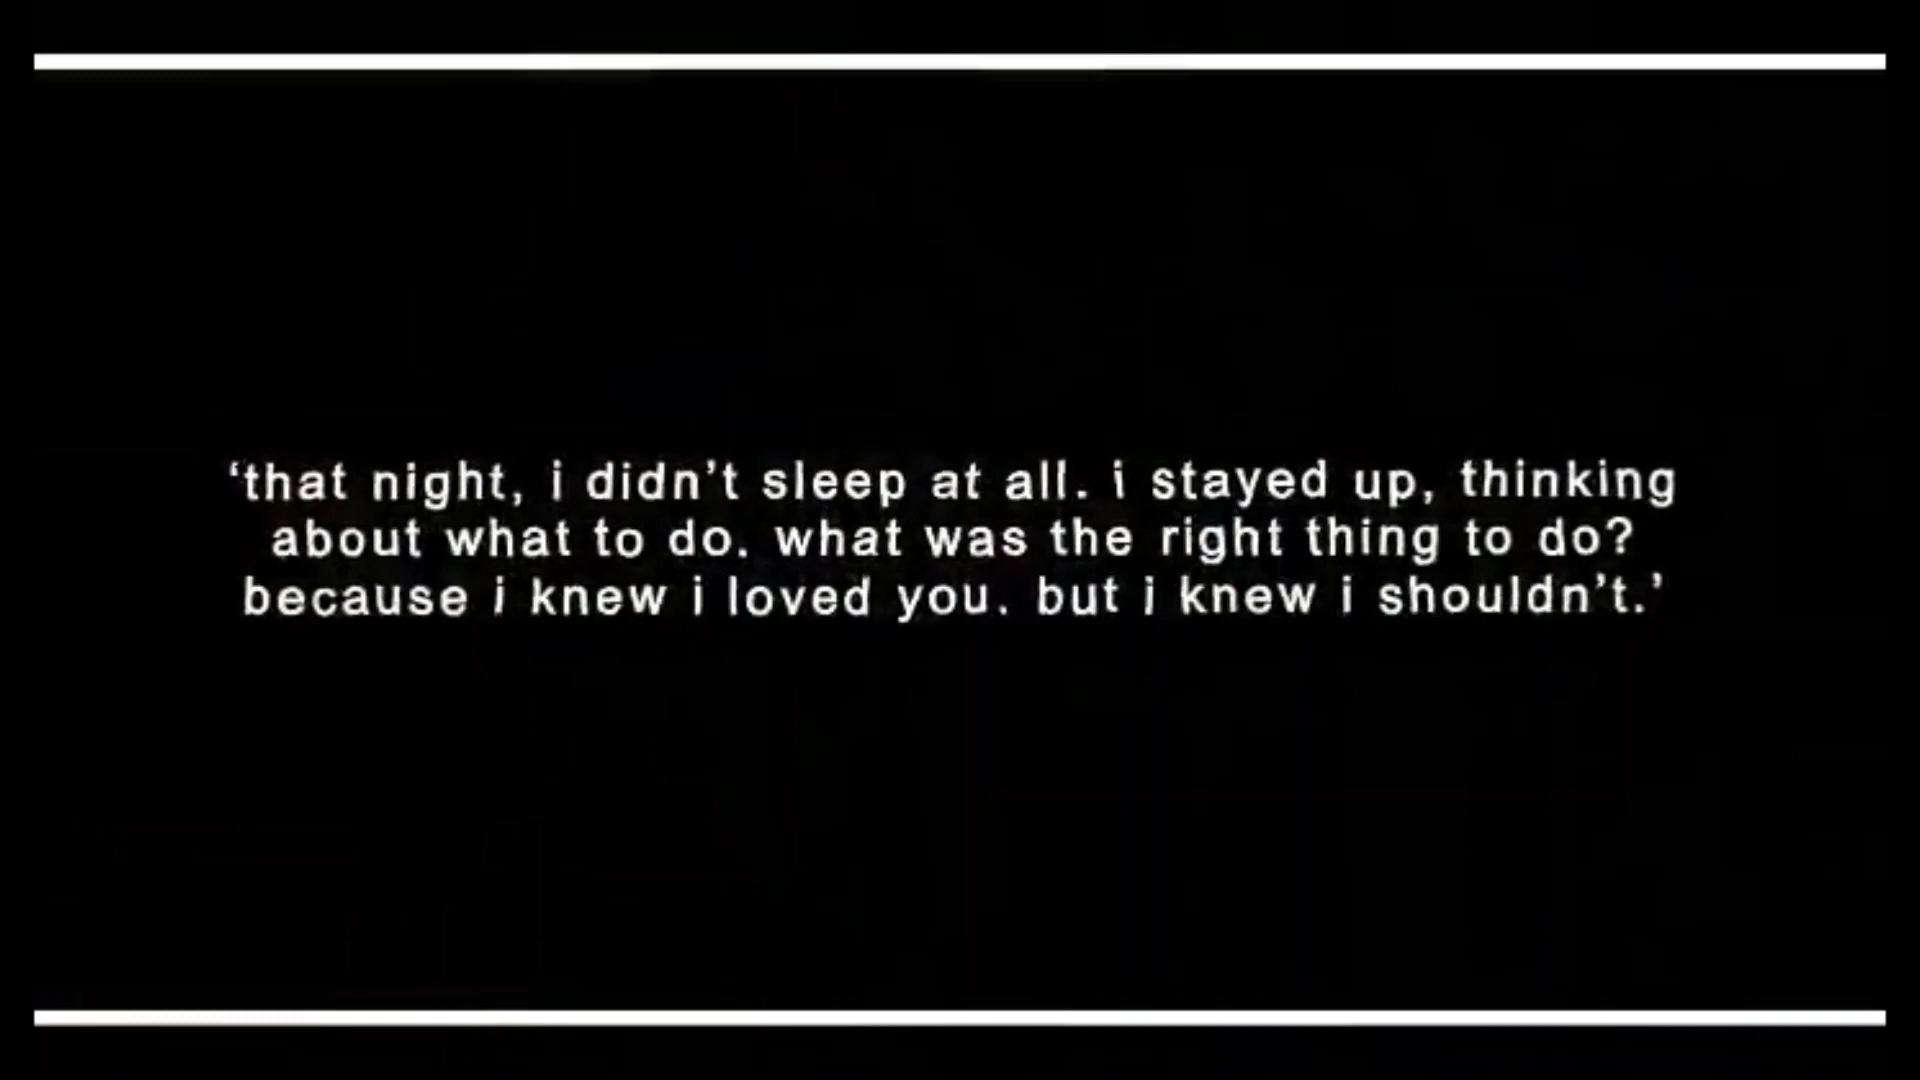 ‘that night, i didn’t sleep at all. i stayed up, thinking
about what to do. what was the right thing to do?
because i knew i loved you. but i knew i shouldn’t.’